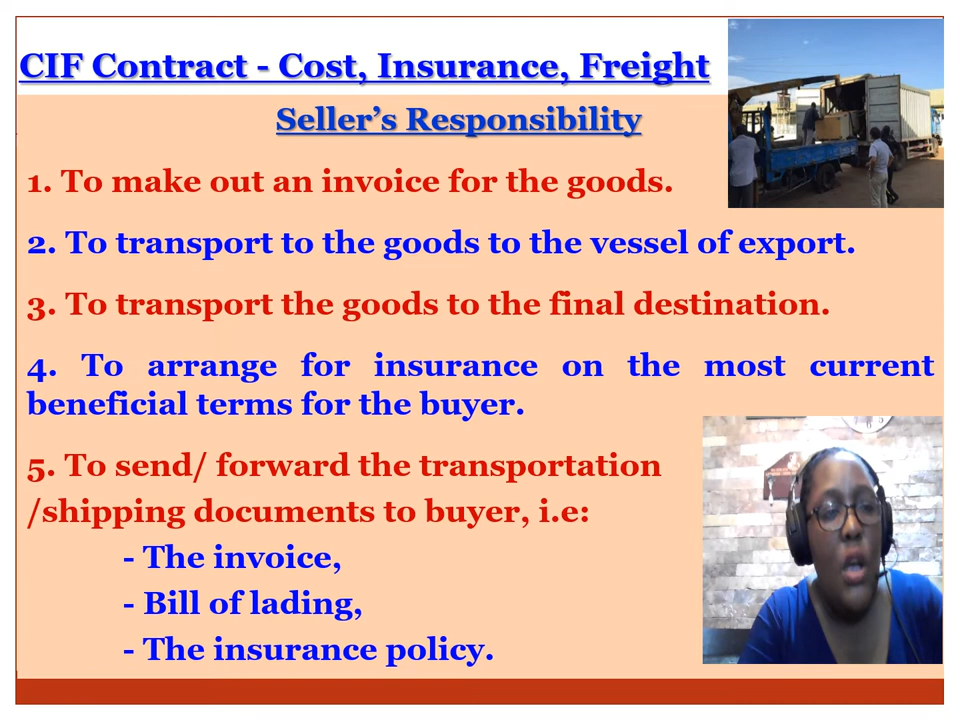 CIF Contract - Cost, Insurance, Freight
Seller's Responsibility
1. To make out an invoice for the goods.
2. To transport to the goods to the vessel of export.
3. To transport the goods to the final destination.
4. To arrange for insurance on the most current
beneficial terms for the buyer.
5. To send/ forward the transportation
/shipping documents to buyer, i.e:
- The invoice,
- Bill of lading,
- The insurance policy.